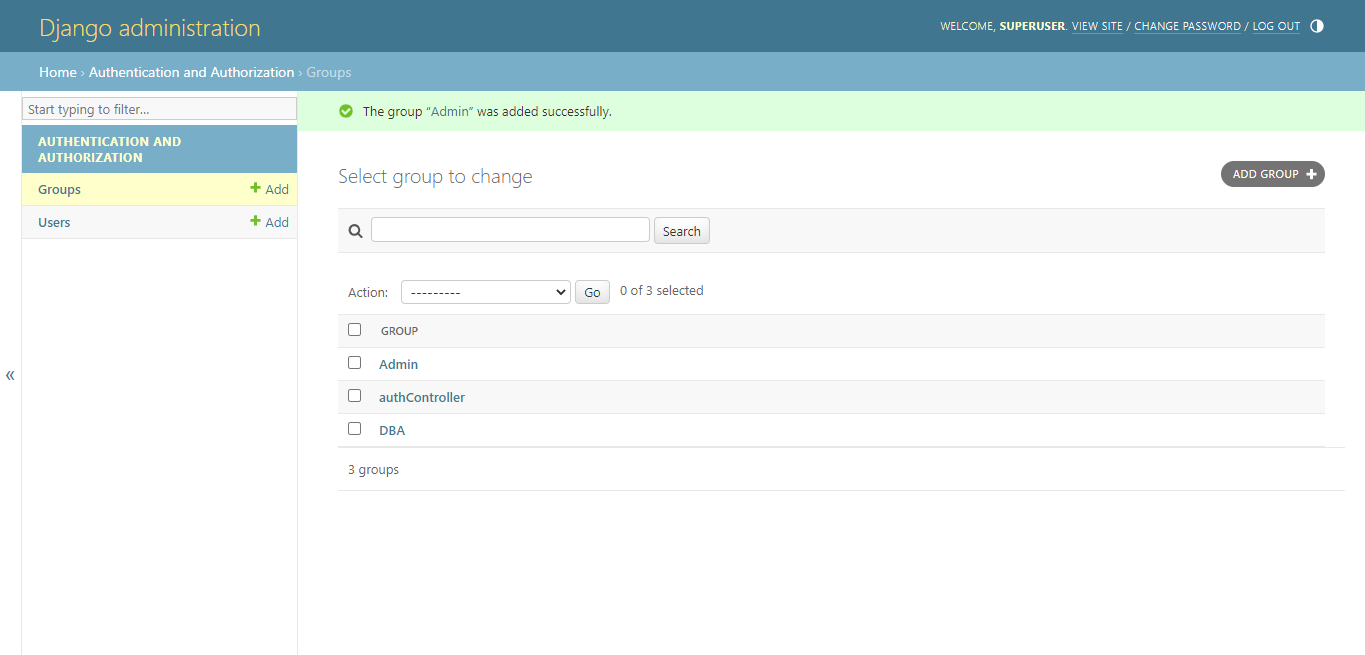 Django administration
WELCOME, SUPERUSER. VIEW SITE / CHANGE PASSWORD / LOG OUT
Home › Authentication and Authorization › Groups
Start typing to filter...
AUTHENTICATION AND
AUTHORIZATION
Groups
Add
Users
Add
«
The group “Admin” was added successfully.
Select group to change
ADD GROUP
Search
Action:
---------
Go
0 of 3 selected
GROUP
Admin
authController
DBA
3 groups